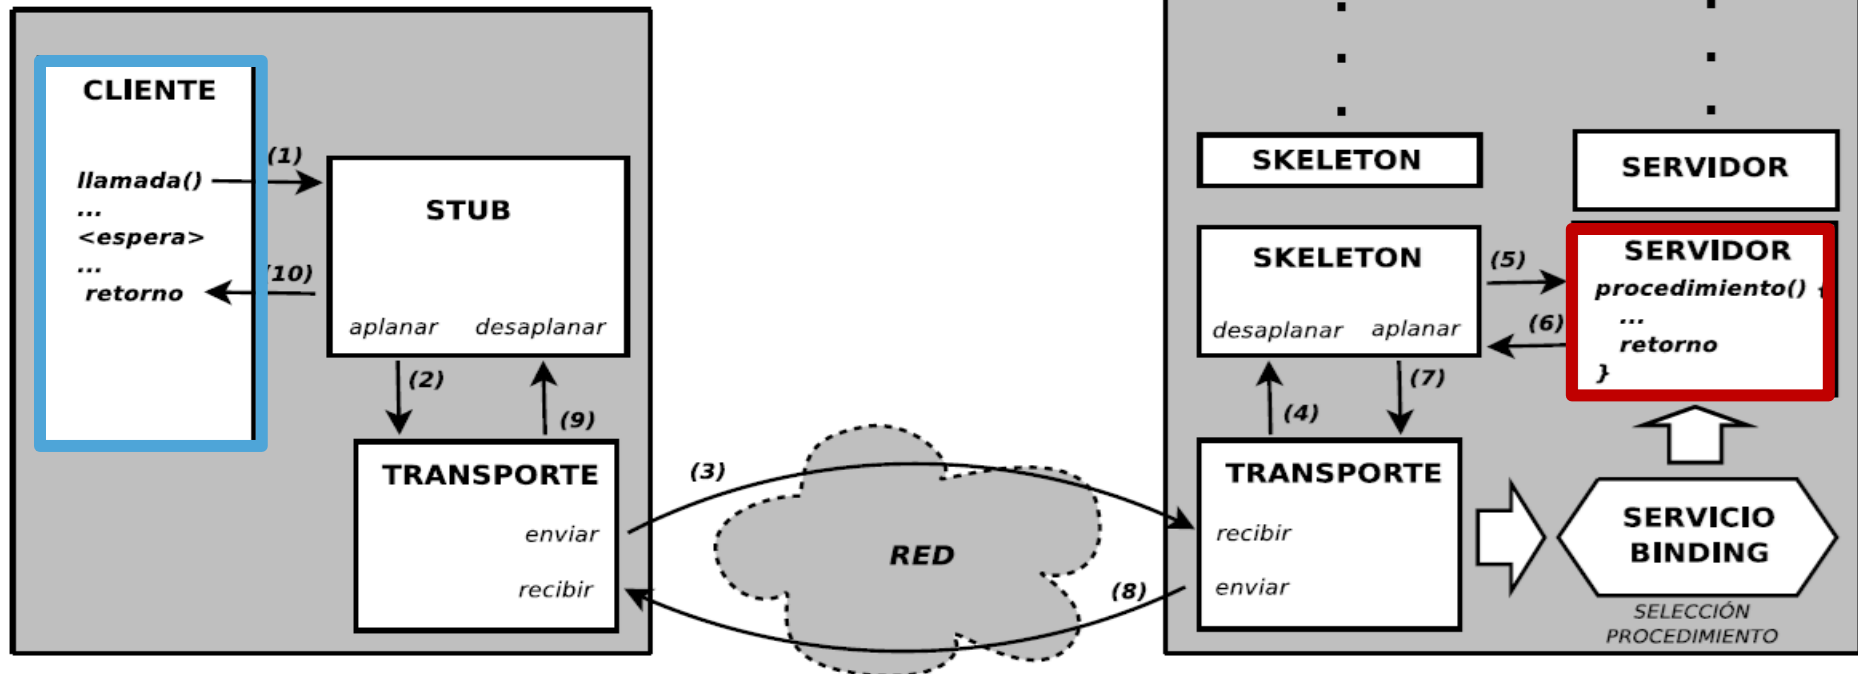 CLIENTE
llamada()
...
<espera>
...
retorno
(1)
(10)
STUB
aplanar desaplanar
(2)
(9)
TRANSPORTE
enviar
recibir
(3)
RED
(8)
SKELETON
SERVIDOR
SKELETON
desaplanar aplanar
(5)
(6)
SERVIDOR
procedimiento() {
...
retorno
}
(4)
(7)
TRANSPORTE
recibir
enviar
SERVICIO
BINDING
SELECCIÓN
PROCEDIMIENTO